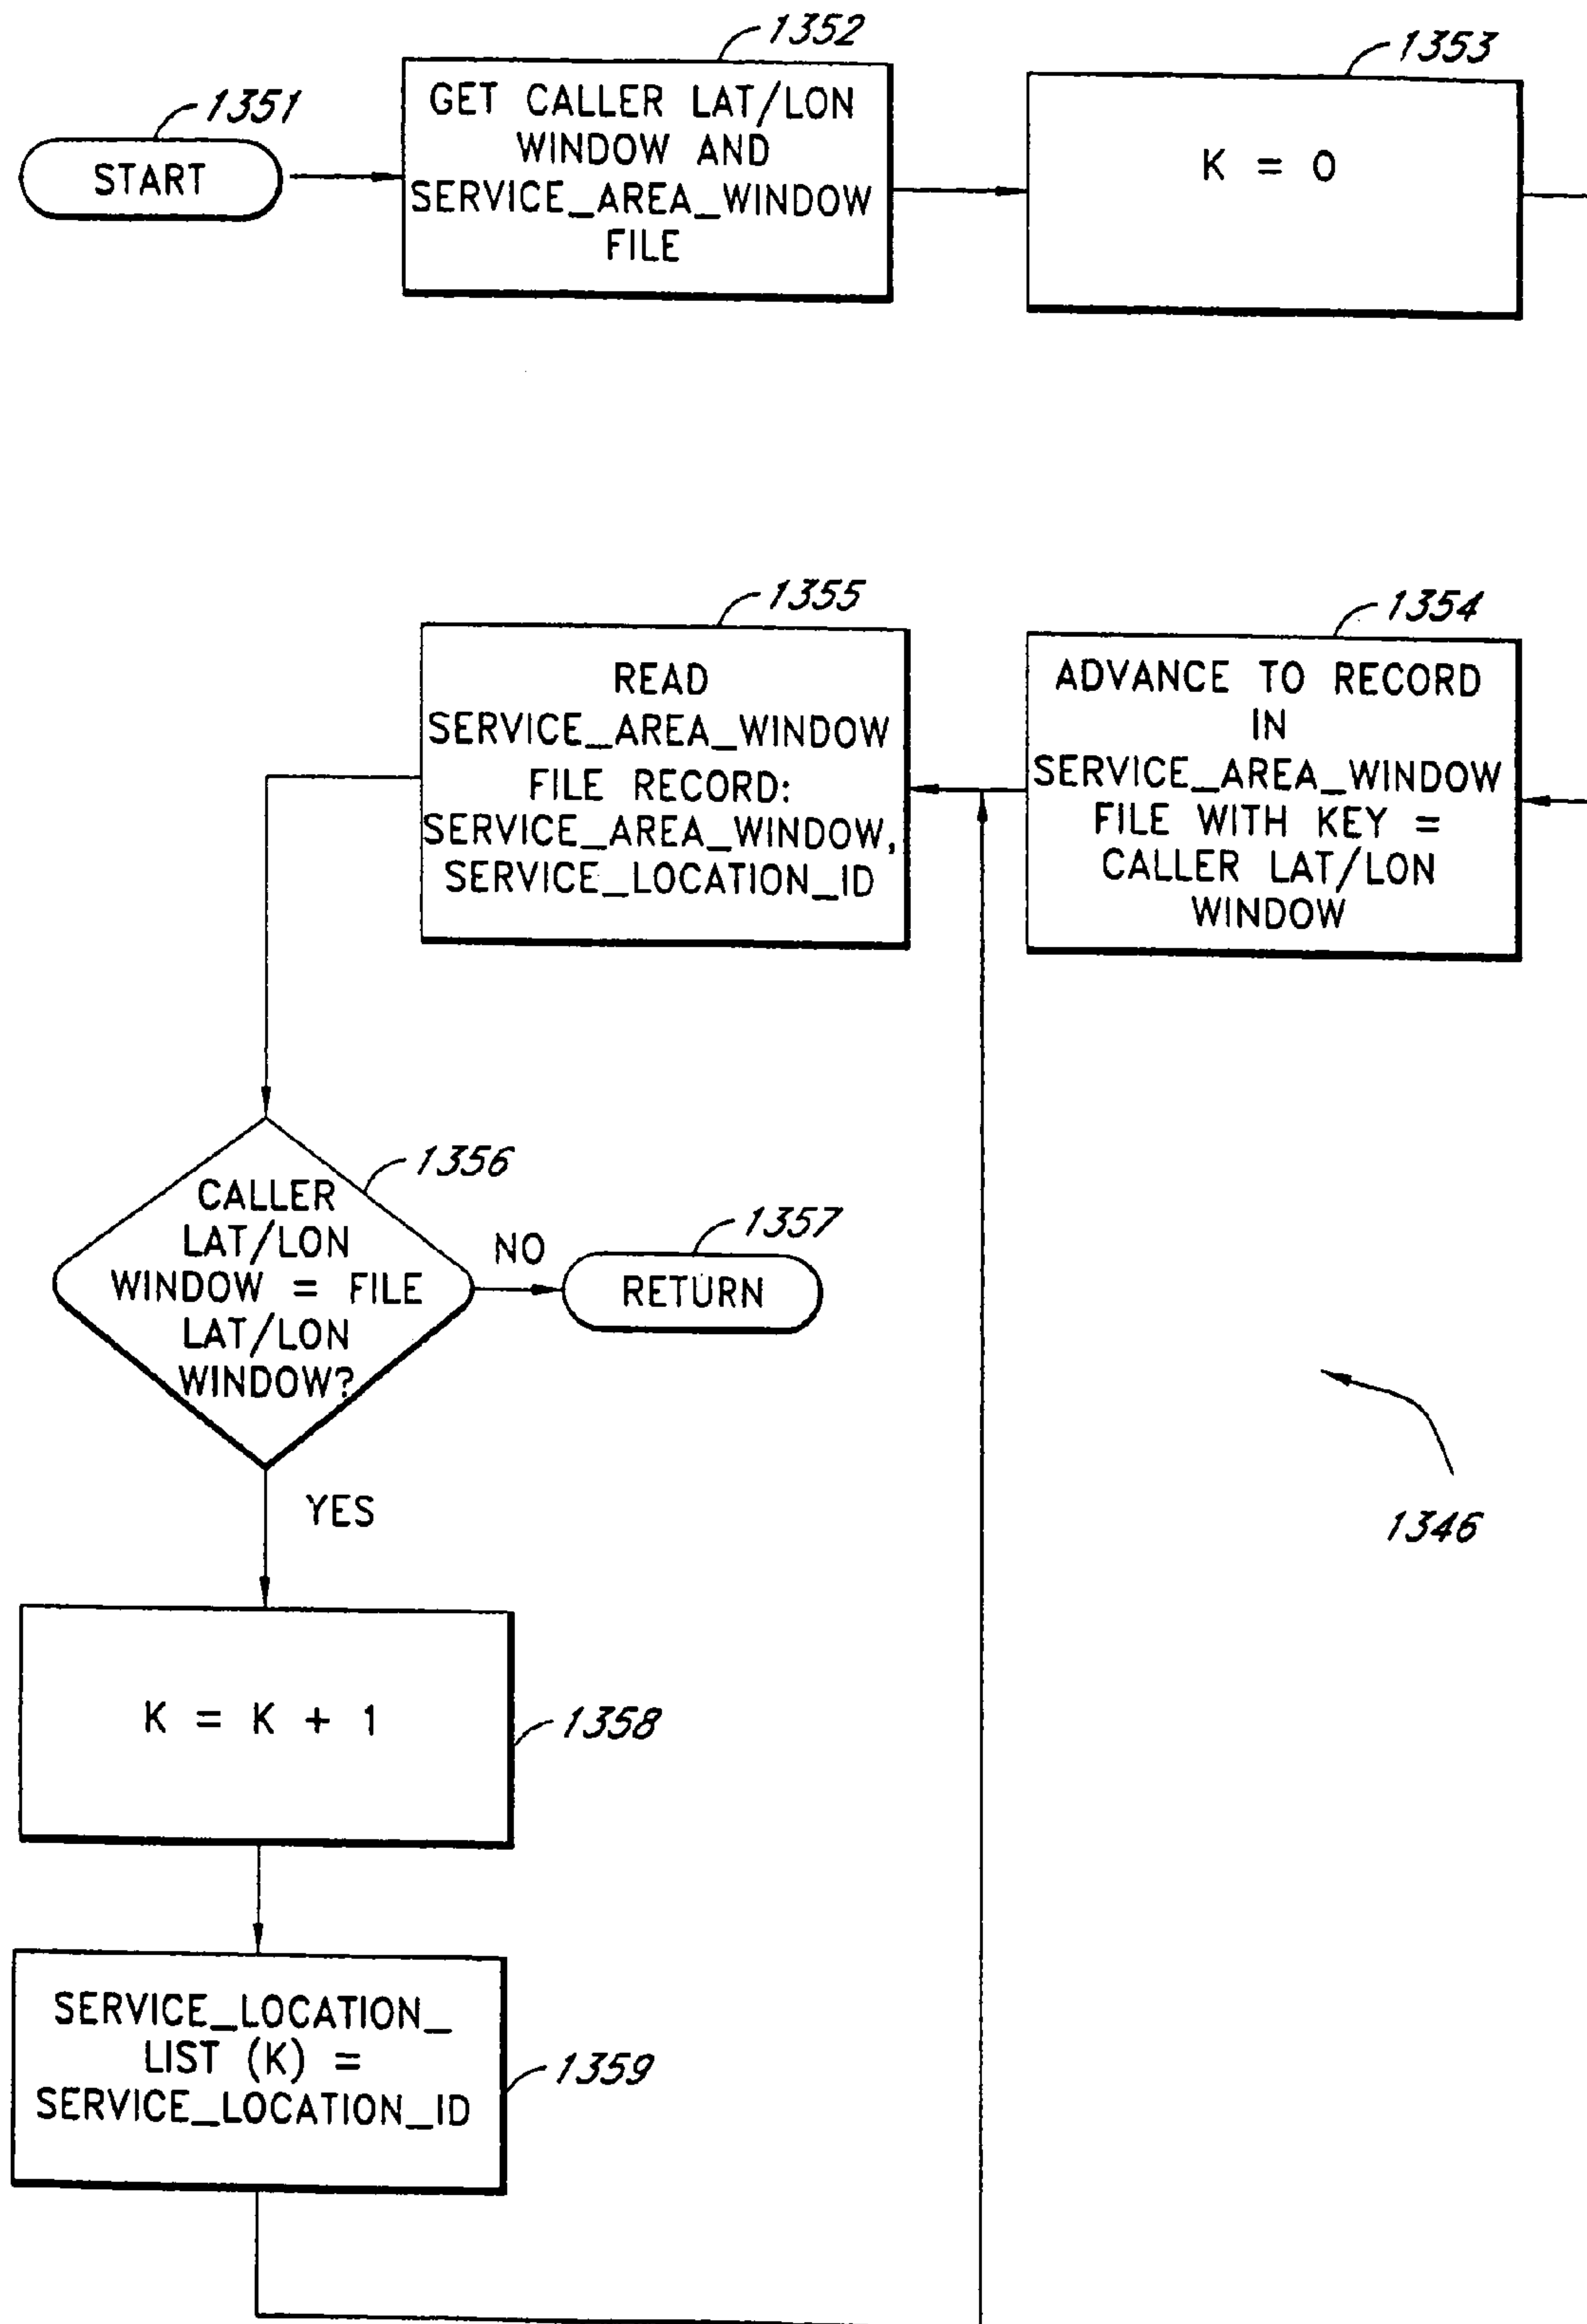 1351
START
1352
GET CALLER LAT/LON
WINDOW AND
SERVICE_AREA_WINDOW
FILE
1353
K = 0
1354
ADVANCE TO RECORD
IN
SERVICE_AREA_WINDOW
FILE WITH KEY =
CALLER LAT/LON
WINDOW
1355
READ
SERVICE_AREA_WINDOW
FILE RECORD:
SERVICE_AREA_WINDOW,
SERVICE_LOCATION_ID
1356
CALLER
LAT/LON
WINDOW = FILE
LAT/LON
WINDOW?
NO
1357
RETURN
YES
1358
K = K + 1
1359
SERVICE_LOCATION_
LIST (K) =
SERVICE_LOCATION_ID
1346